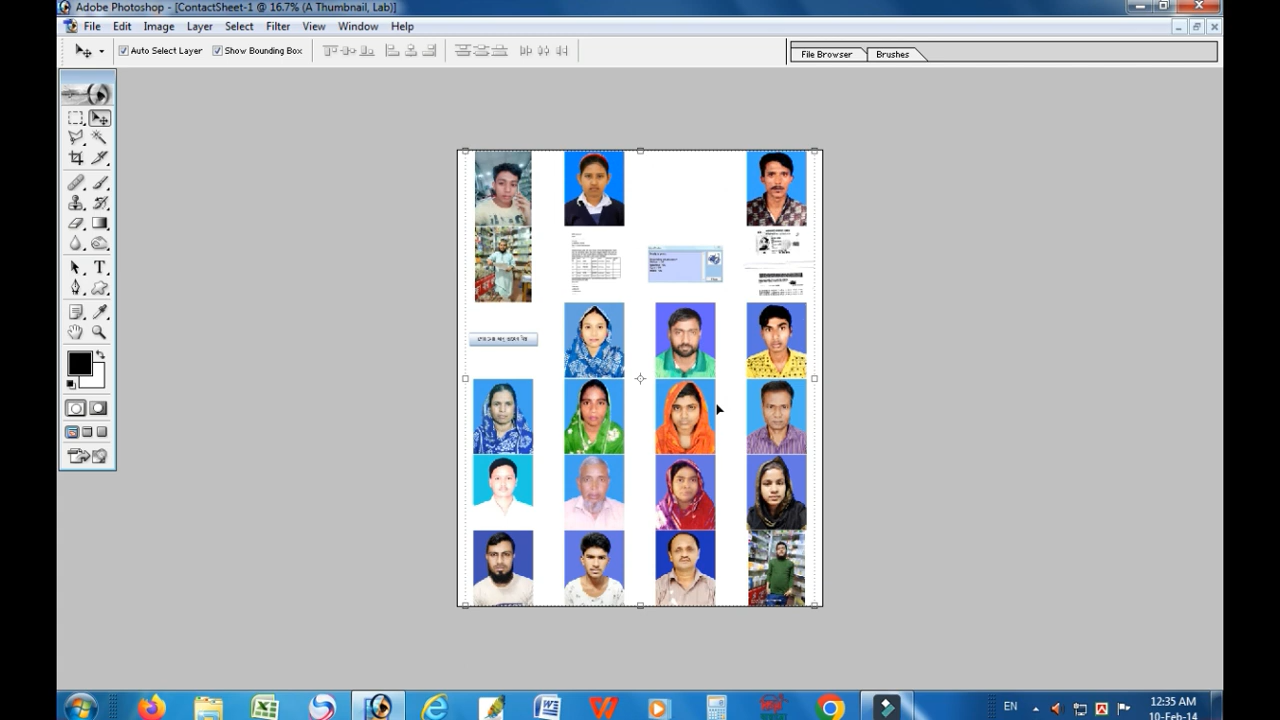 Adobe Photoshop - [ContactSheet-1 @ 16.7% (A Thumbnail, Lab)]
File Edit Image Layer Select Filter View Window Help
Auto Select Layer Show Bounding Box
File Browser Brushes
EN
12:35 AM
10-Feb-14